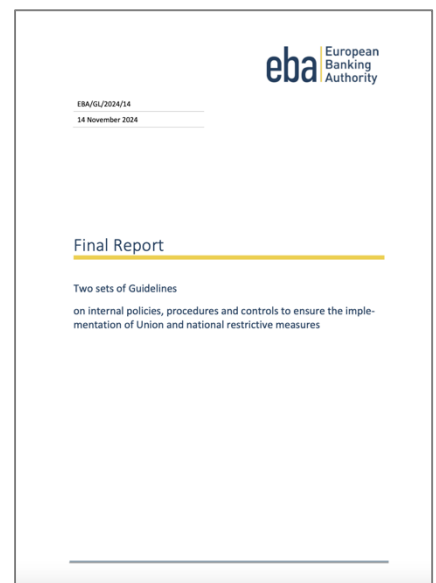 eba European
Banking
Authority
EBA/GL/2024/14
14 November 2024
Final Report
Two sets of Guidelines
on internal policies, procedures and controls to ensure the imple-
mentation of Union and national restrictive measures